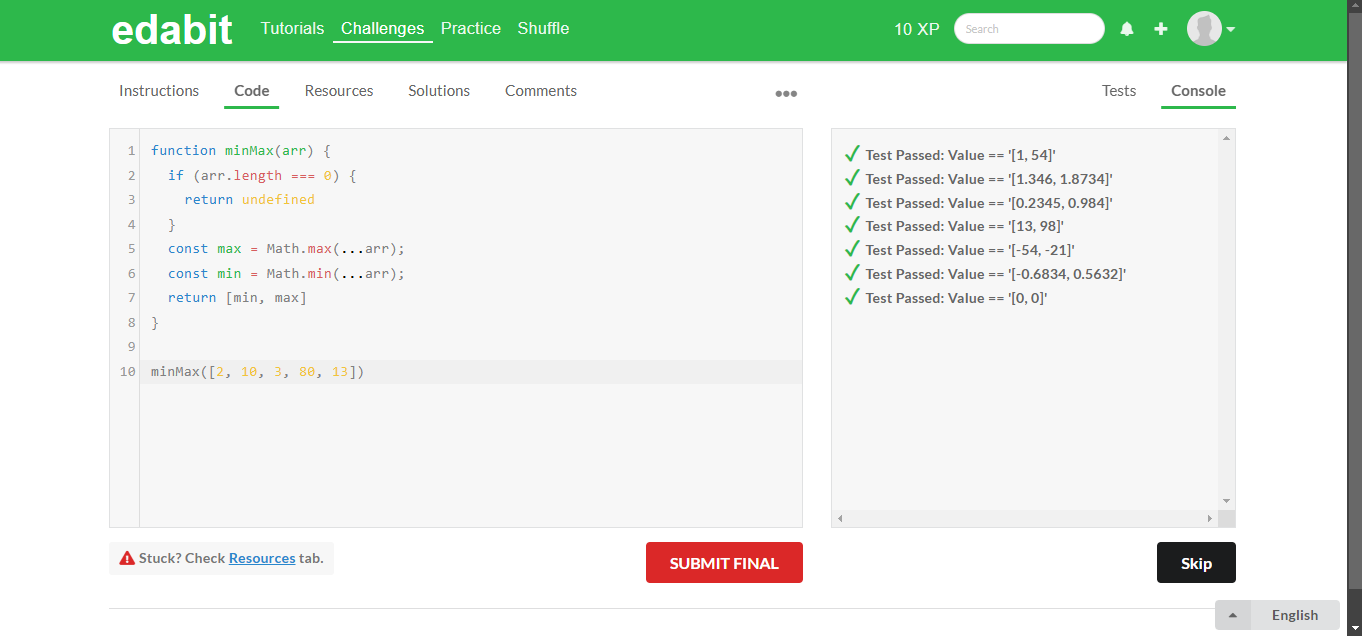 edabit Tutorials Challenges Practice Shuffle 10 XP Search
Instructions Code Resources Solutions Comments Tests Console
1 function minMax(arr) {
2 if (arr.length === 0) {
3 return undefined
4 }
5 const max = Math.max(...arr);
6 const min = Math.min(...arr);
7 return [min, max]
8 }
9
10 minMax([2, 10, 3, 80, 13])
Test Passed: Value == '[1, 54]'
Test Passed: Value == '[1.346, 1.8734]'
Test Passed: Value == '[0.2345, 0.984]'
Test Passed: Value == '[13, 98]'
Test Passed: Value == '[-54, -21]'
Test Passed: Value == '[-0.6834, 0.5632]'
Test Passed: Value == '[0, 0]'
Stuck? Check Resources tab.
SUBMIT FINAL
Skip
English